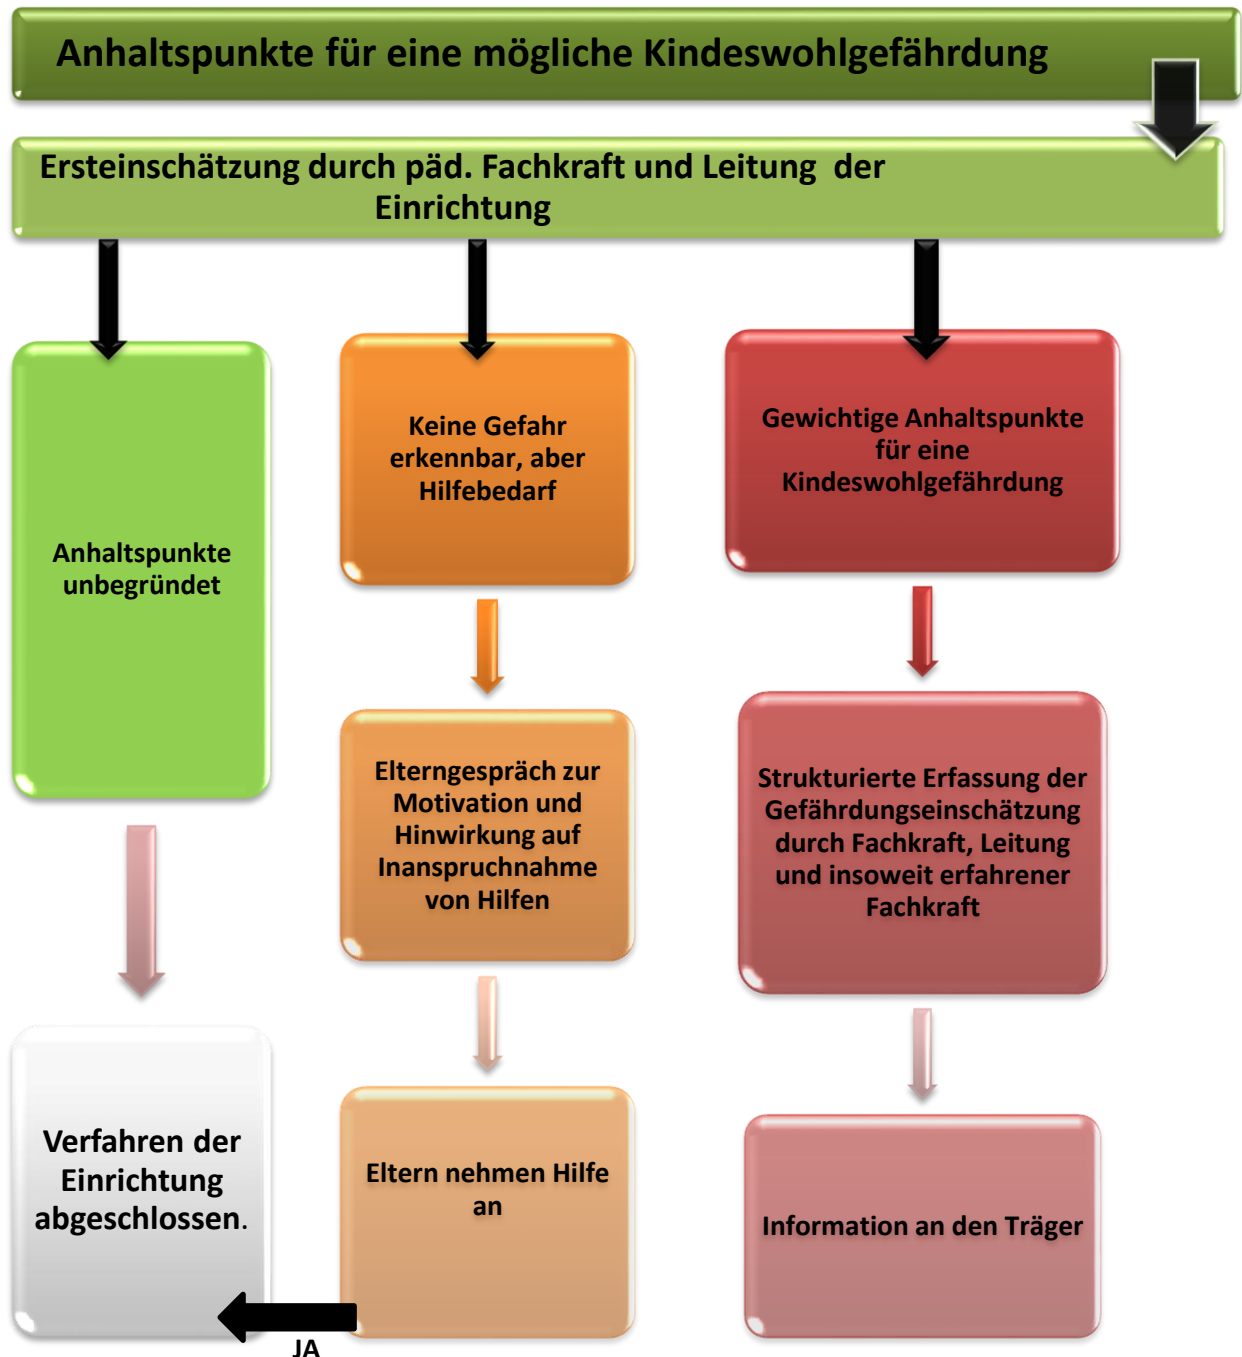 Anhaltspunkte für eine mögliche Kindeswohlgefährdung
Ersteinschätzung durch päd. Fachkraft und Leitung der
Einrichtung
Anhaltspunkte
unbegründet
Keine Gefahr
erkennbar, aber
Hilfebedarf
Gewichtige Anhaltspunkte
für eine
Kindeswohlgefährdung
Elterngespräch zur
Motivation und
Hinwirkung auf
Inanspruchnahme
von Hilfen
Strukturierte Erfassung der
Gefährdungseinschätzung
durch Fachkraft, Leitung
und insoweit erfahrener
Fachkraft
Verfahren der
Einrichtung
abgeschlossen.
Eltern nehmen Hilfe
an
Information an den Träger
JA